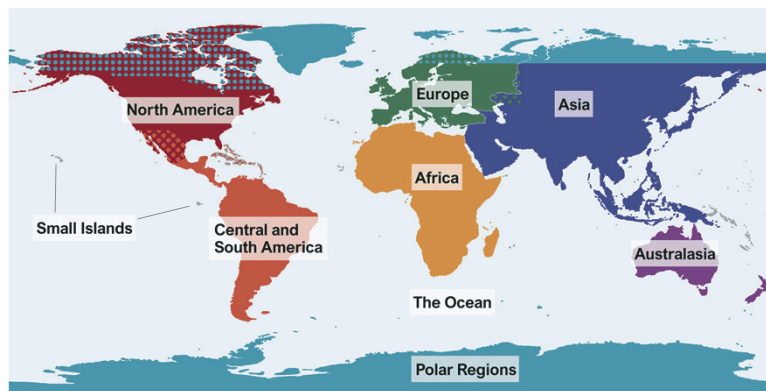 North America
Europe
Asia
Africa
Small Islands
Central and
South America
Australasia
The Ocean
Polar Regions